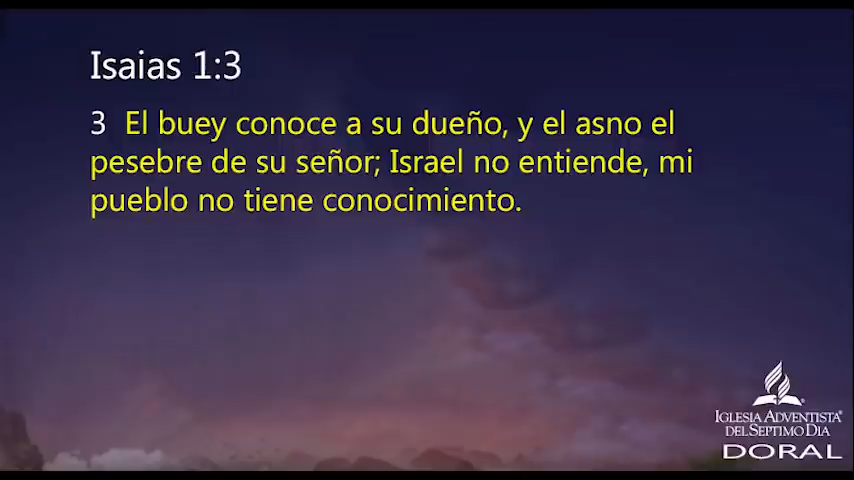 Isaias 1:3
3 El buey conoce a su dueño, y el asno el
pesebre de su señor; Israel no entiende, mi
pueblo no tiene conocimiento.
IGLESIA ADVENTISTA®
DEL SEPTIMO DIA
DORAL